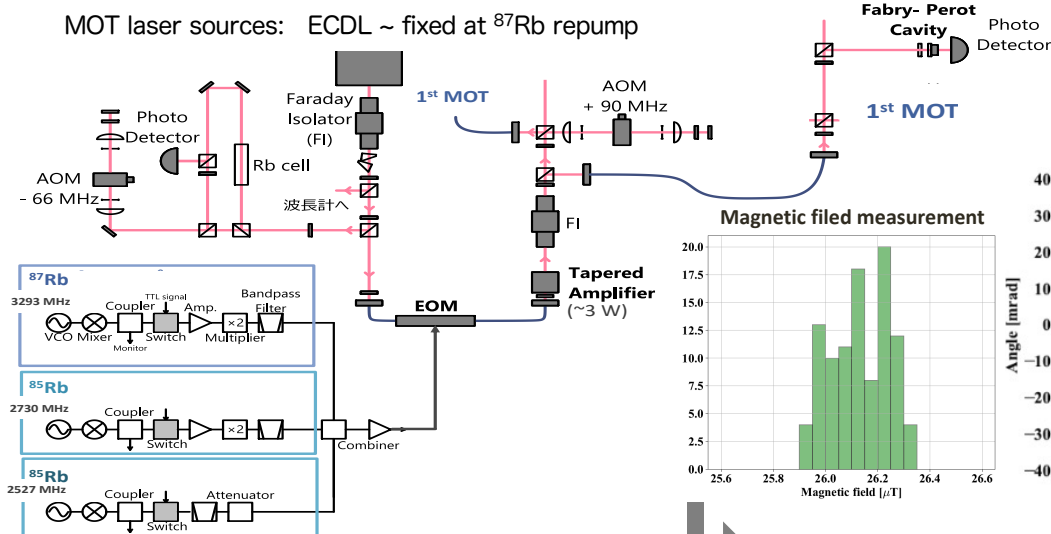 MOT laser sources: ECDL ~ fixed at ⁸⁷Rb repump
Fabry- Perot
Cavity
Photo
Detector
Faraday
Isolator
(FI)
1ˢᵗ MOT
AOM
+ 90 MHz
1ˢᵗ MOT
Photo
Detector
Rb cell
AOM
- 66 MHz
波長計へ
FI
Tapered
Amplifier
(~3 W)
EOM
⁸⁷Rb
3293 MHz
Coupler
TTL signal
Amp.
Bandpass
Filter
×2
VCO Mixer
Switch
Multiplier
Monitor
⁸⁵Rb
2730 MHz
Coupler
×2
Switch
Combiner
⁸⁵Rb
2527 MHz
Coupler
Attenuator
Switch
Magnetic filed measurement
20.0
17.5
15.0
12.5
10.0
7.5
5.0
2.5
0.0
25.6 25.8 26.0 26.2 26.4 26.6
Magnetic field [μT]
Angle [mrad]
40
30
20
10
0
−10
−20
−30
−40